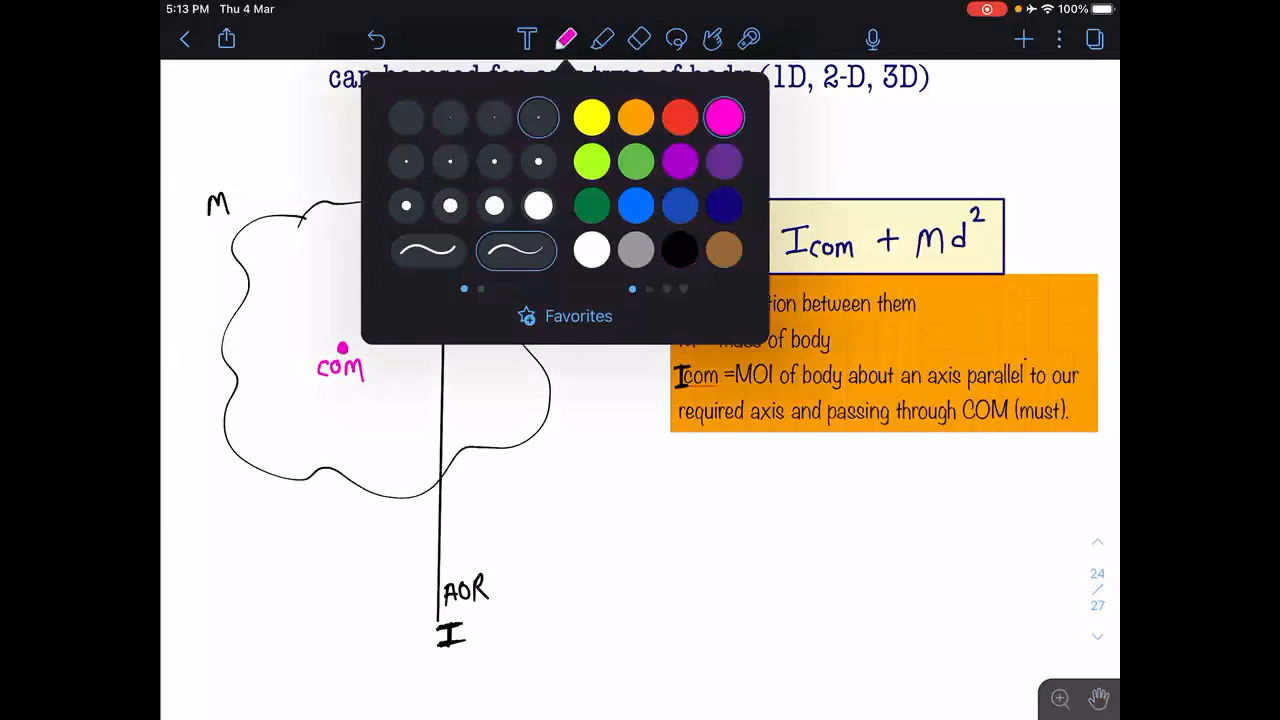 5:13 PM Thu 4 Mar
100%
T
can be used for any type of body (1D, 2-D, 3D)
Favorites
M
Icom + Md²
com
tion between them
M = mass of body
Icom =MOI of body about an axis parallel to our
required axis and passing through COM (must).
AOR
I
24
/
27